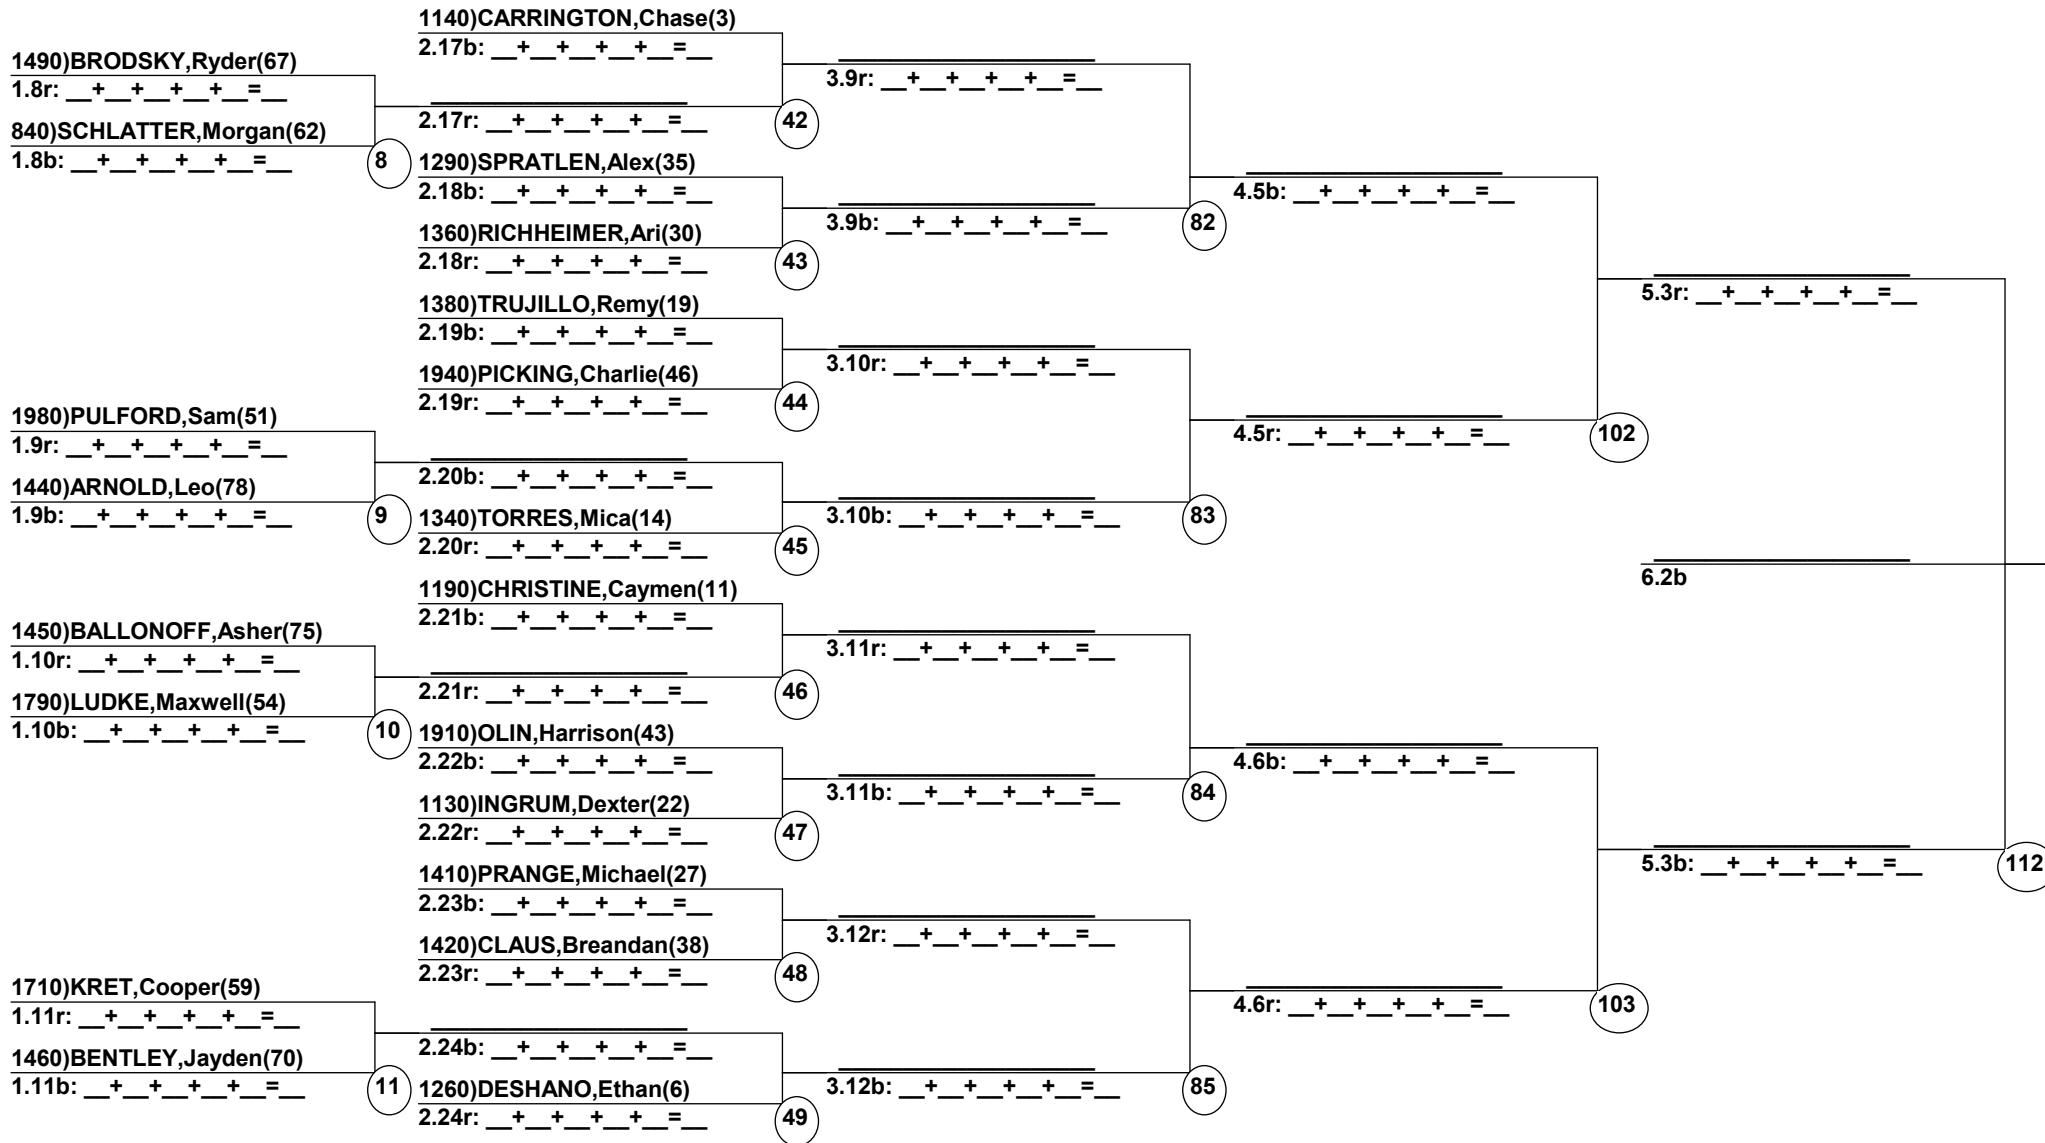 1140)CARRINGTON,Chase(3)
2.17b: __+__+__+__+__=__
1490)BRODSKY,Ryder(67)
1.8r: __+__+__+__+__=__
840)SCHLATTER,Morgan(62)
1.8b: __+__+__+__+__=__
8
2.17r: __+__+__+__+__=__
42
3.9r: __+__+__+__+__=__
1290)SPRATLEN,Alex(35)
2.18b: __+__+__+__+__=__
1360)RICHHEIMER,Ari(30)
2.18r: __+__+__+__+__=__
43
3.9b: __+__+__+__+__=__
82
4.5b: __+__+__+__+__=__
1380)TRUJILLO,Remy(19)
2.19b: __+__+__+__+__=__
1940)PICKING,Charlie(46)
2.19r: __+__+__+__+__=__
44
3.10r: __+__+__+__+__=__
5.3r: __+__+__+__+__=__
1980)PULFORD,Sam(51)
1.9r: __+__+__+__+__=__
1440)ARNOLD,Leo(78)
1.9b: __+__+__+__+__=__
9
2.20b: __+__+__+__+__=__
1340)TORRES,Mica(14)
2.20r: __+__+__+__+__=__
45
3.10b: __+__+__+__+__=__
83
4.5r: __+__+__+__+__=__
102
6.2b
1190)CHRISTINE,Caymen(11)
2.21b: __+__+__+__+__=__
1450)BALLONOFF,Asher(75)
1.10r: __+__+__+__+__=__
1790)LUDKE,Maxwell(54)
1.10b: __+__+__+__+__=__
10
2.21r: __+__+__+__+__=__
46
3.11r: __+__+__+__+__=__
1910)OLIN,Harrison(43)
2.22b: __+__+__+__+__=__
1130)INGRUM,Dexter(22)
2.22r: __+__+__+__+__=__
47
3.11b: __+__+__+__+__=__
84
4.6b: __+__+__+__+__=__
1410)PRANGE,Michael(27)
2.23b: __+__+__+__+__=__
1420)CLAUS,Breandan(38)
2.23r: __+__+__+__+__=__
48
3.12r: __+__+__+__+__=__
5.3b: __+__+__+__+__=__
112
1710)KRET,Cooper(59)
1.11r: __+__+__+__+__=__
1460)BENTLEY,Jayden(70)
1.11b: __+__+__+__+__=__
11
2.24b: __+__+__+__+__=__
1260)DESHANO,Ethan(6)
2.24r: __+__+__+__+__=__
49
3.12b: __+__+__+__+__=__
85
4.6r: __+__+__+__+__=__
103